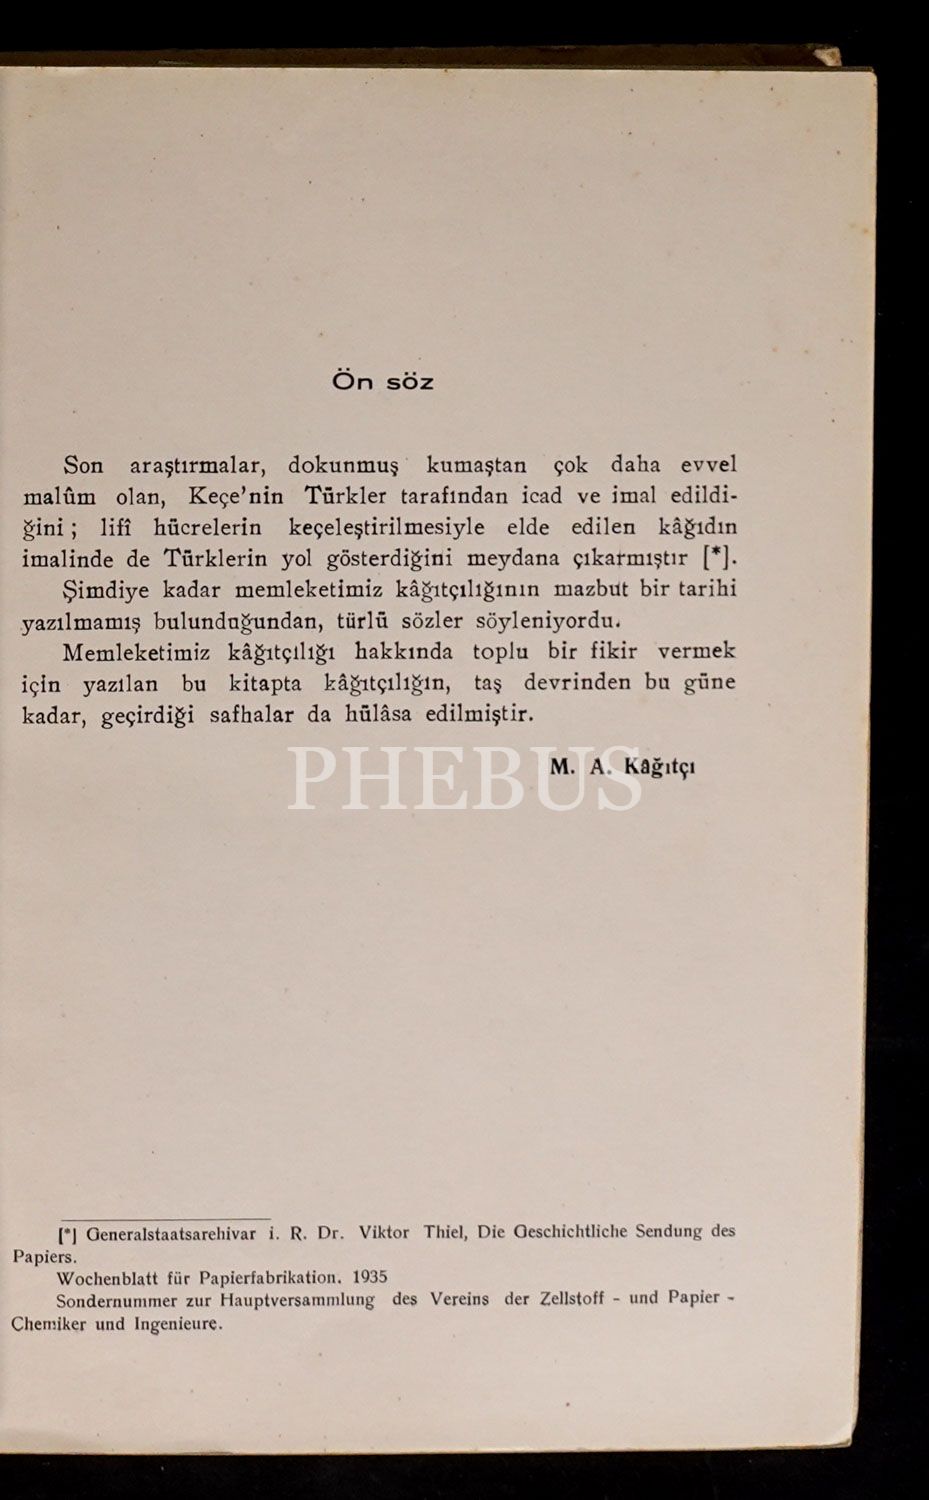 Ön söz
Son araştırmalar, dokunmuş kumaştan çok daha evvel
malûm olan, Keçe'nin Türkler tarafından icad ve imal edildi-
ğini ; lifî hücrelerin keçeleştirilmesiyle elde edilen kâğıdın
imalinde de Türklerin yol gösterdiğini meydana çıkarmıştır [*].
Şimdiye kadar memleketimiz kâğıtçılığının mazbut bir tarihi
yazılmamış bulunduğundan, türlü sözler söyleniyordu.
Memleketimiz kâğıtçılığı hakkında toplu bir fikir vermek
için yazılan bu kitapta kâğıtçılığın, taş devrinden bu güne
kadar, geçirdiği safhalar da hülâsa edilmiştir.
M. A. Kâğıtçı
PHEBUS
[*] Generalstaatsarehivar i. R. Dr. Viktor Thiel, Die Geschichtliche Sendung des
Papiers.
Wochenblatt für Papierfabrikation. 1935
Sondernummer zur Hauptversammlung des Vereins der Zellstoff - und Papier -
Chemiker und Ingenieure.